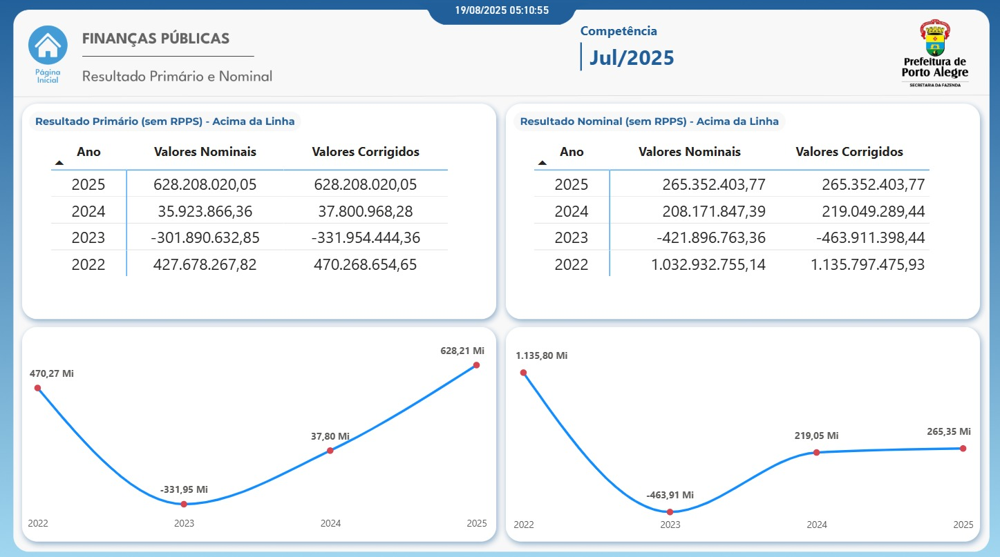 19/08/2025 05:10:55
FINANÇAS PÚBLICAS
Resultado Primário e Nominal
Página
Inicial
Competência
Jul/2025
Prefeitura de
Porto Alegre
SECRETARIA DA FAZENDA
Resultado Primário (sem RPPS) - Acima da Linha
Ano Valores Nominais Valores Corrigidos
2025 628.208.020,05 628.208.020,05
2024 35.923.866,36 37.800.968,28
2023 -301.890.632,85 -331.954.444,36
2022 427.678.267,82 470.268.654,65
Resultado Nominal (sem RPPS) - Acima da Linha
Ano Valores Nominais Valores Corrigidos
2025 265.352.403,77 265.352.403,77
2024 208.171.847,39 219.049.289,44
2023 -421.896.763,36 -463.911.398,44
2022 1.032.932.755,14 1.135.797.475,93
470,27 Mi
-331,95 Mi
37,80 Mi
628,21 Mi
2022 2023 2024 2025
1.135,80 Mi
-463,91 Mi
219,05 Mi
265,35 Mi
2022 2023 2024 2025